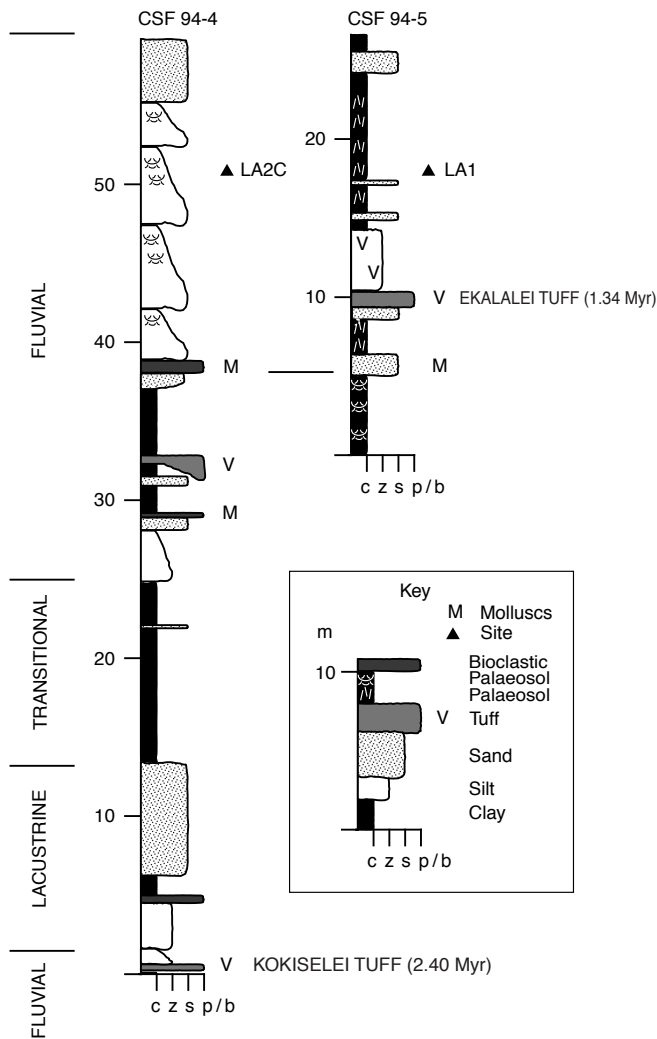 CSF 94-4
50
40
30
20
10
LA2C
M
V
M
V KOKISELEI TUFF (2.40 Myr)
c z s p/b
FLUVIAL
TRANSITIONAL
LACUSTRINE
FLUVIAL
CSF 94-5
20
10
LA1
V EKALALEI TUFF (1.34 Myr)
V
V
M
c z s p/b
Key
M Molluscs
Site
m
10
Bioclastic
Palaeosol
Palaeosol
V Tuff
Sand
Silt
Clay
c z s p/b